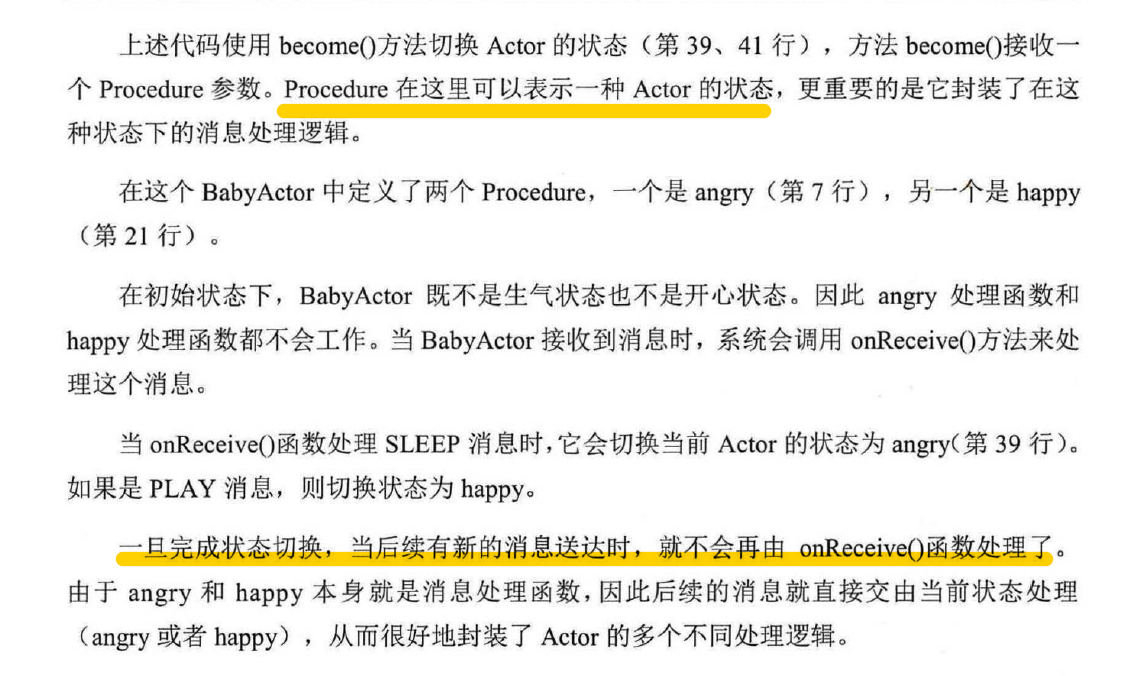 上述代码使用 become()方法切换 Actor 的状态（第 39、41 行），方法 become()接收一
个 Procedure 参数。Procedure 在这里可以表示一种 Actor 的状态，更重要的是它封装了在这
种状态下的消息处理逻辑。
在这个 BabyActor 中定义了两个 Procedure，一个是 angry（第 7 行），另一个是 happy
（第 21 行）。
在初始状态下，BabyActor 既不是生气状态也不是开心状态。因此 angry 处理函数和
happy 处理函数都不会工作。当 BabyActor 接收到消息时，系统会调用 onReceive()方法来处
理这个消息。
当 onReceive()函数处理 SLEEP 消息时，它会切换当前 Actor 的状态为 angry（第 39 行）。
如果是 PLAY 消息，则切换状态为 happy。
一旦完成状态切换，当后续有新的消息送达时，就不会再由 onReceive()函数处理了。
由于 angry 和 happy 本身就是消息处理函数，因此后续的消息就直接交由当前状态处理
（angry 或者 happy），从而很好地封装了 Actor 的多个不同处理逻辑。